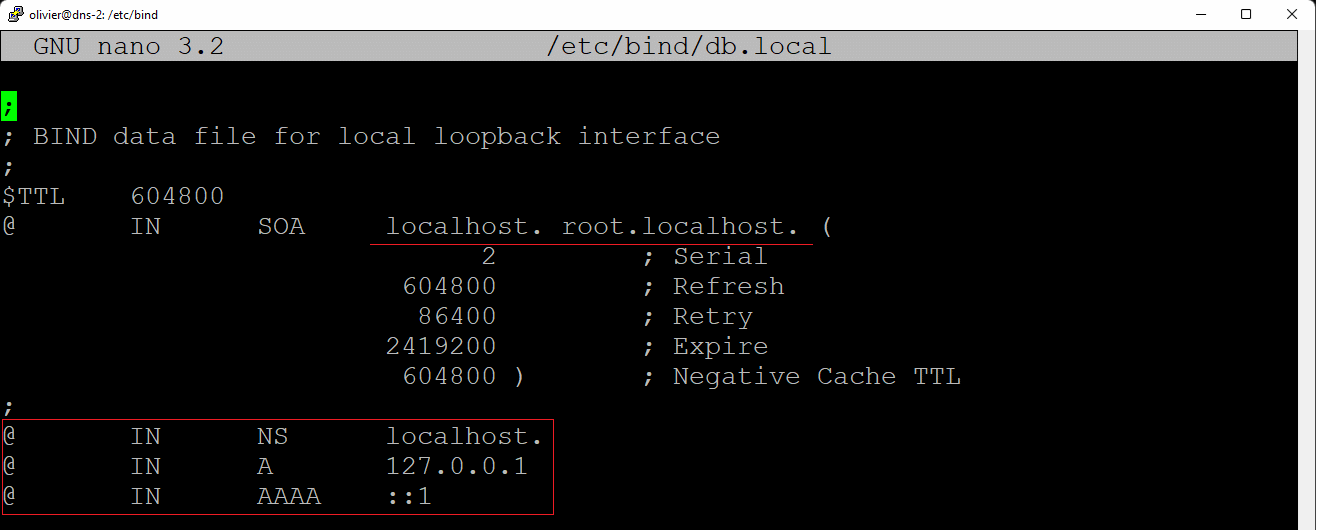 olivier@dns-2: /etc/bind
GNU nano 3.2 /etc/bind/db.local
;
; BIND data file for local loopback interface
;
$TTL 604800
@ IN SOA localhost. root.localhost. (
2 ; Serial
604800 ; Refresh
86400 ; Retry
2419200 ; Expire
604800 ) ; Negative Cache TTL
;
@ IN NS localhost.
@ IN A 127.0.0.1
@ IN AAAA ::1